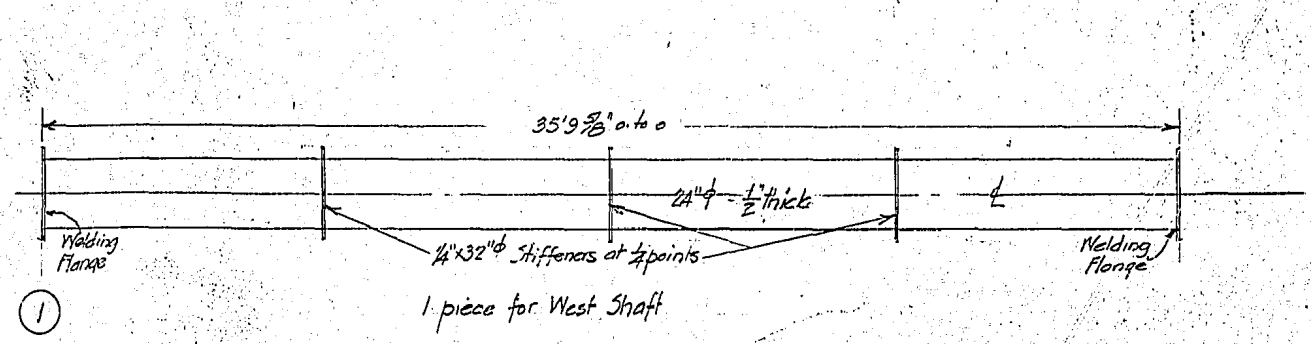 35'9 5/8" o. to o
24"ϕ - 1/2" thick
℄
Welding
Flange
1/4"x32"ϕ Stiffeners at 1/4 points
Welding
Flange
1 piece for West Shaft
1